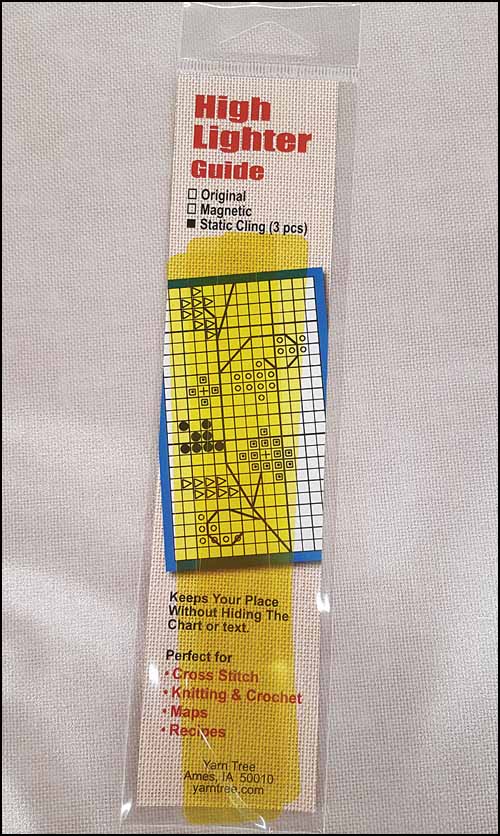 High
Lighter
Guide
□ Original
□ Magnetic
■ Static Cling (3 pcs)
Keeps Your Place
Without Hiding The
Chart or text.
Perfect for
• Cross Stitch
• Knitting & Crochet
• Maps
• Recipes
Yarn Tree
Ames, IA 50010
yarntree.com